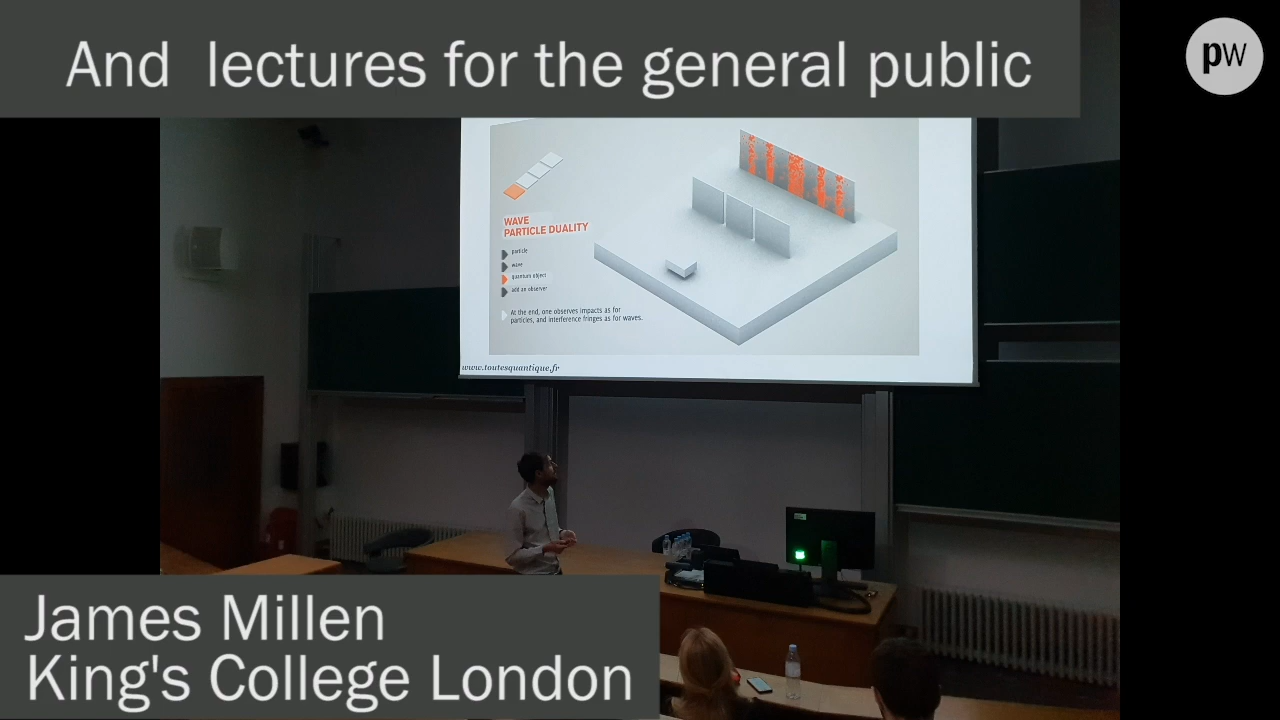 And lectures for the general public
pw
WAVE
PARTICLE DUALITY
particle
wave
quantum object
add an observer
At the end, one observes impacts as for
particles, and interference fringes as for waves.
www.toutesquantique.fr
James Millen
King's College London